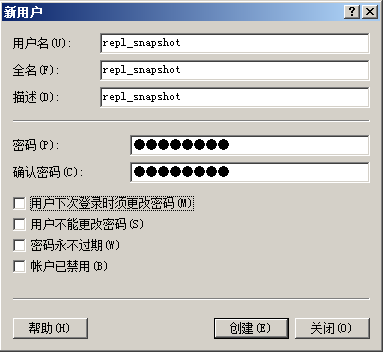 新用户
用户名(U): repl_snapshot
全名(F): repl_snapshot
描述(D): repl_snapshot
密码(P): ●●●●●●●●
确认密码(C): ●●●●●●●●
用户下次登录时须更改密码(M)
用户不能更改密码(S)
密码永不过期(W)
帐户已禁用(B)
帮助(H) 创建(E) 关闭(O)